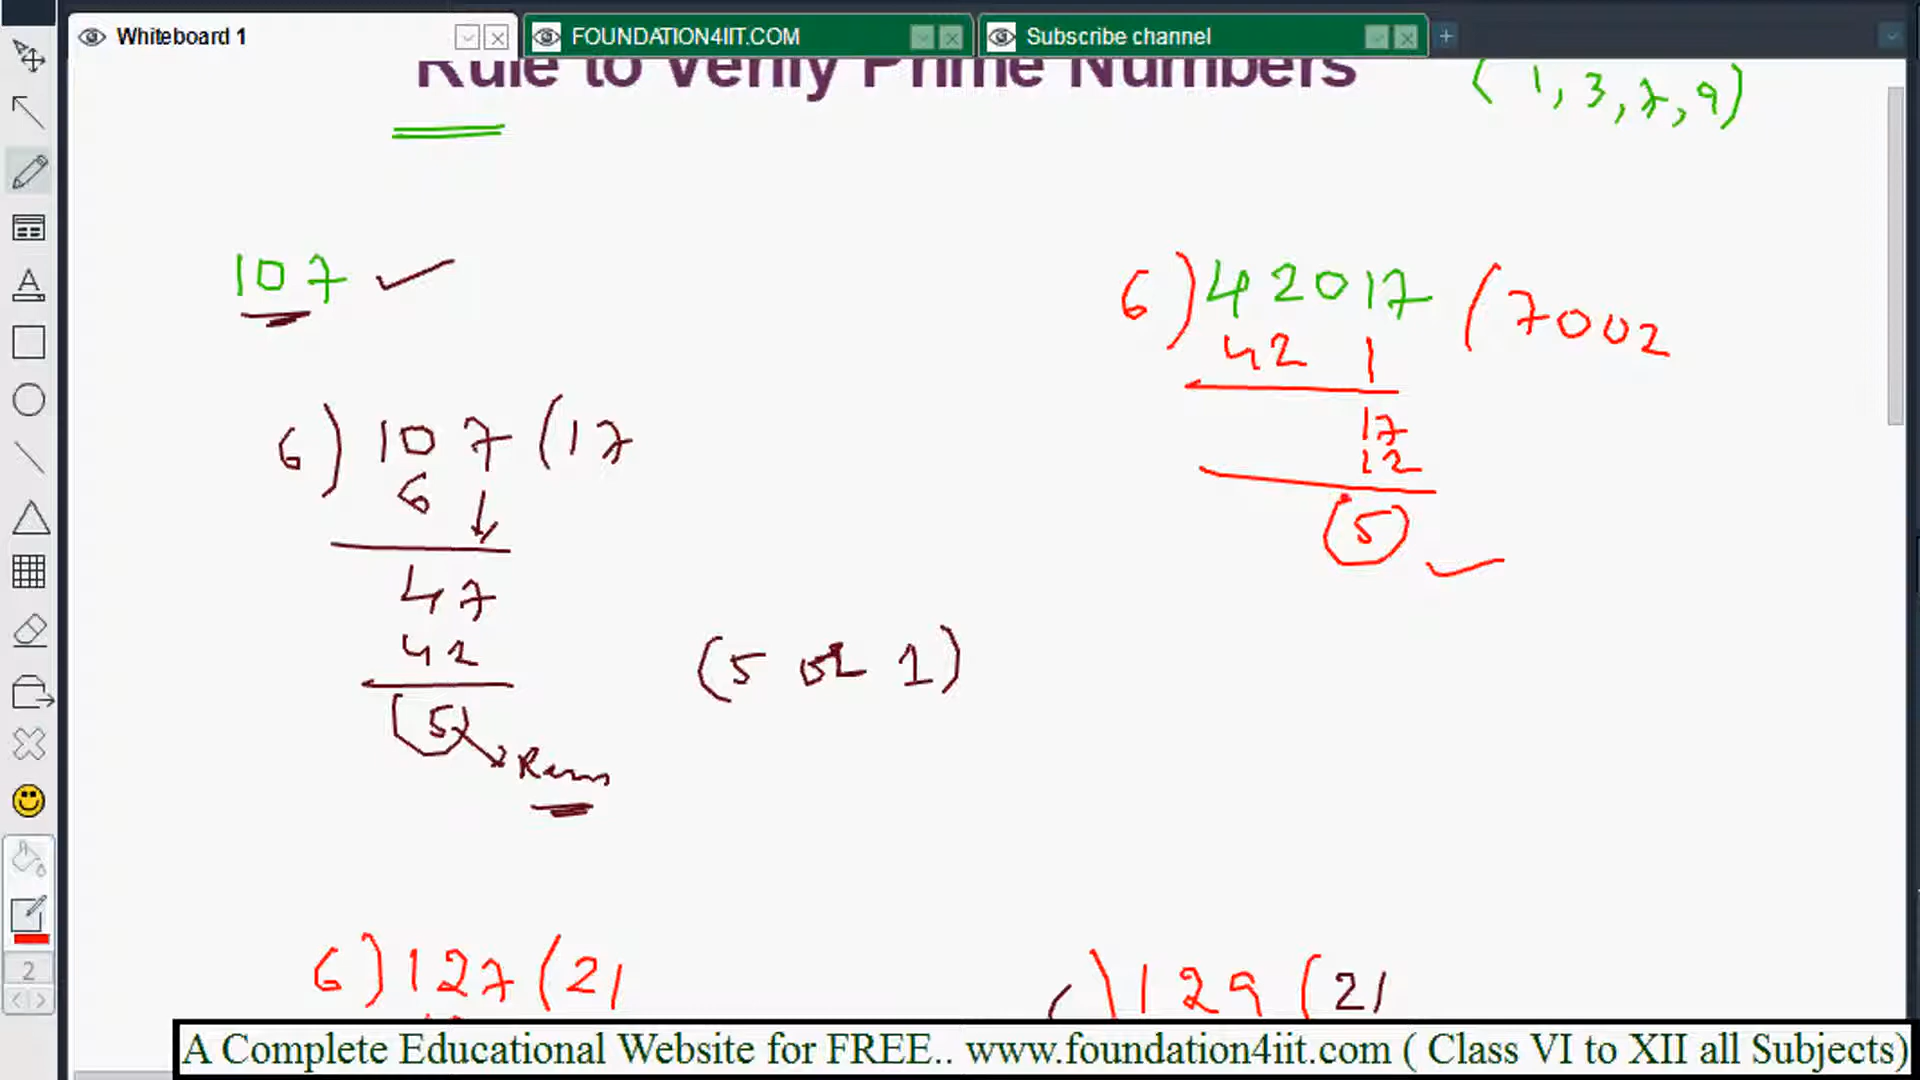 Whiteboard 1
FOUNDATION4IIT.COM
Subscribe channel
Rule to Verify Prime Numbers
( 1, 3, 7, 9)
107
6) 107 (17
6
47
42
5
Rem
(5 or 1)
6) 42017 (7002
42 1
17
12
5
6) 127 (21
) 129 (21
2
A Complete Educational Website for FREE.. www.foundation4iit.com ( Class VI to XII all Subjects)